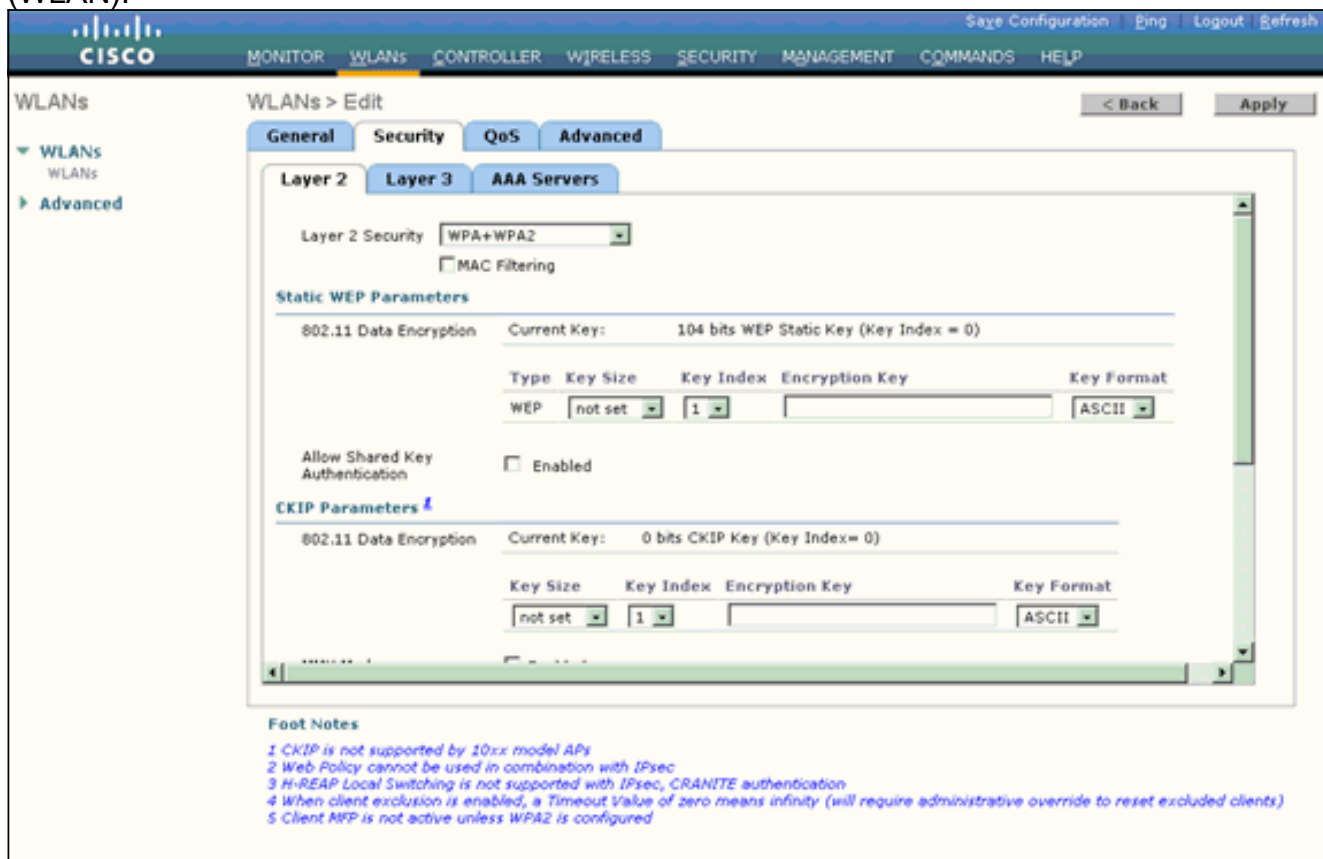 (WLAN).
Save Configuration | Ping | Logout | Refresh
CISCO
MONITOR WLANs CONTROLLER WIRELESS SECURITY MANAGEMENT COMMANDS HELP
WLANs
WLANs > Edit
< Back
Apply
WLANs
WLANs
Advanced
General Security QoS Advanced
Layer 2 Layer 3 AAA Servers
Layer 2 Security WPA+WPA2
MAC Filtering
Static WEP Parameters
802.11 Data Encryption Current Key: 104 bits WEP Static Key (Key Index = 0)
Type Key Size Key Index Encryption Key Key Format
WEP not set 1 ASCII
Allow Shared Key
Authentication
Enabled
CKIP Parameters 1
802.11 Data Encryption Current Key: 0 bits CKIP Key (Key Index= 0)
Key Size Key Index Encryption Key Key Format
not set 1 ASCII
Foot Notes
1 CKIP is not supported by 10xx model APs
2 Web Policy cannot be used in combination with IPsec
3 H-REAP Local Switching is not supported with IPsec, CRANITE authentication
4 When client exclusion is enabled, a Timeout Value of zero means infinity (will require administrative override to reset excluded clients)
5 Client MFP is not active unless WPA2 is configured